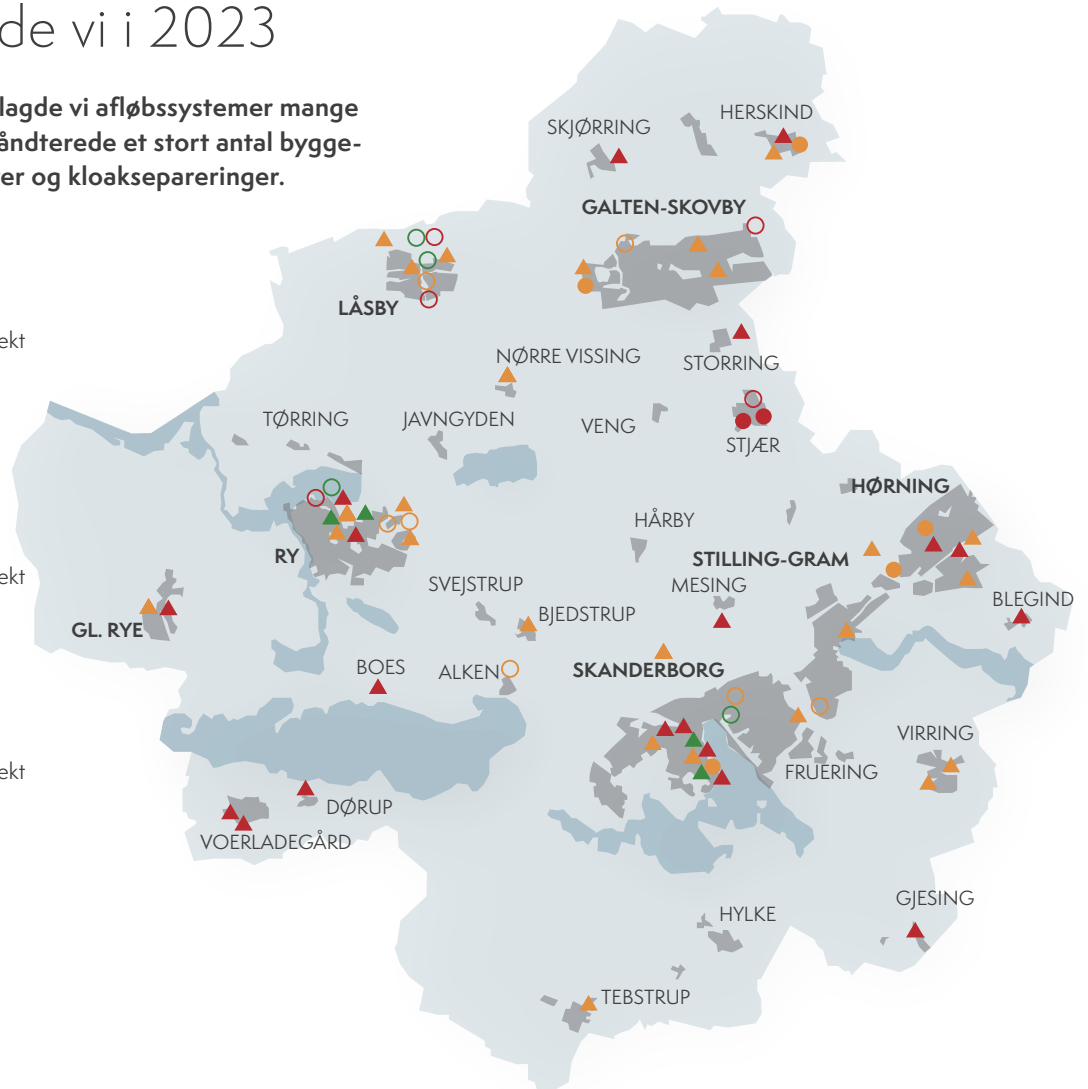 de vi i 2023
lagde vi afløbssystemer mange
åndterede et stort antal bygge-
er og kloaksepareringer.
ekt
ekt
ekt
SKJØRRING
HERSKIND
GALTEN-SKOVBY
LÅSBY
STORRING
NØRRE VISSING
TØRRING
JAVNGYDEN
VENG
STJÆR
HØRNING
HÅRBY
STILLING-GRAM
RY
SVEJSTRUP
MESING
BLEGIND
BJEDSTRUP
GL. RYE
BOES
ALKEN
SKANDERBORG
VIRRING
FRUERING
DØRUP
VOERLADEGÅRD
GJESING
HYLKE
TEBSTRUP